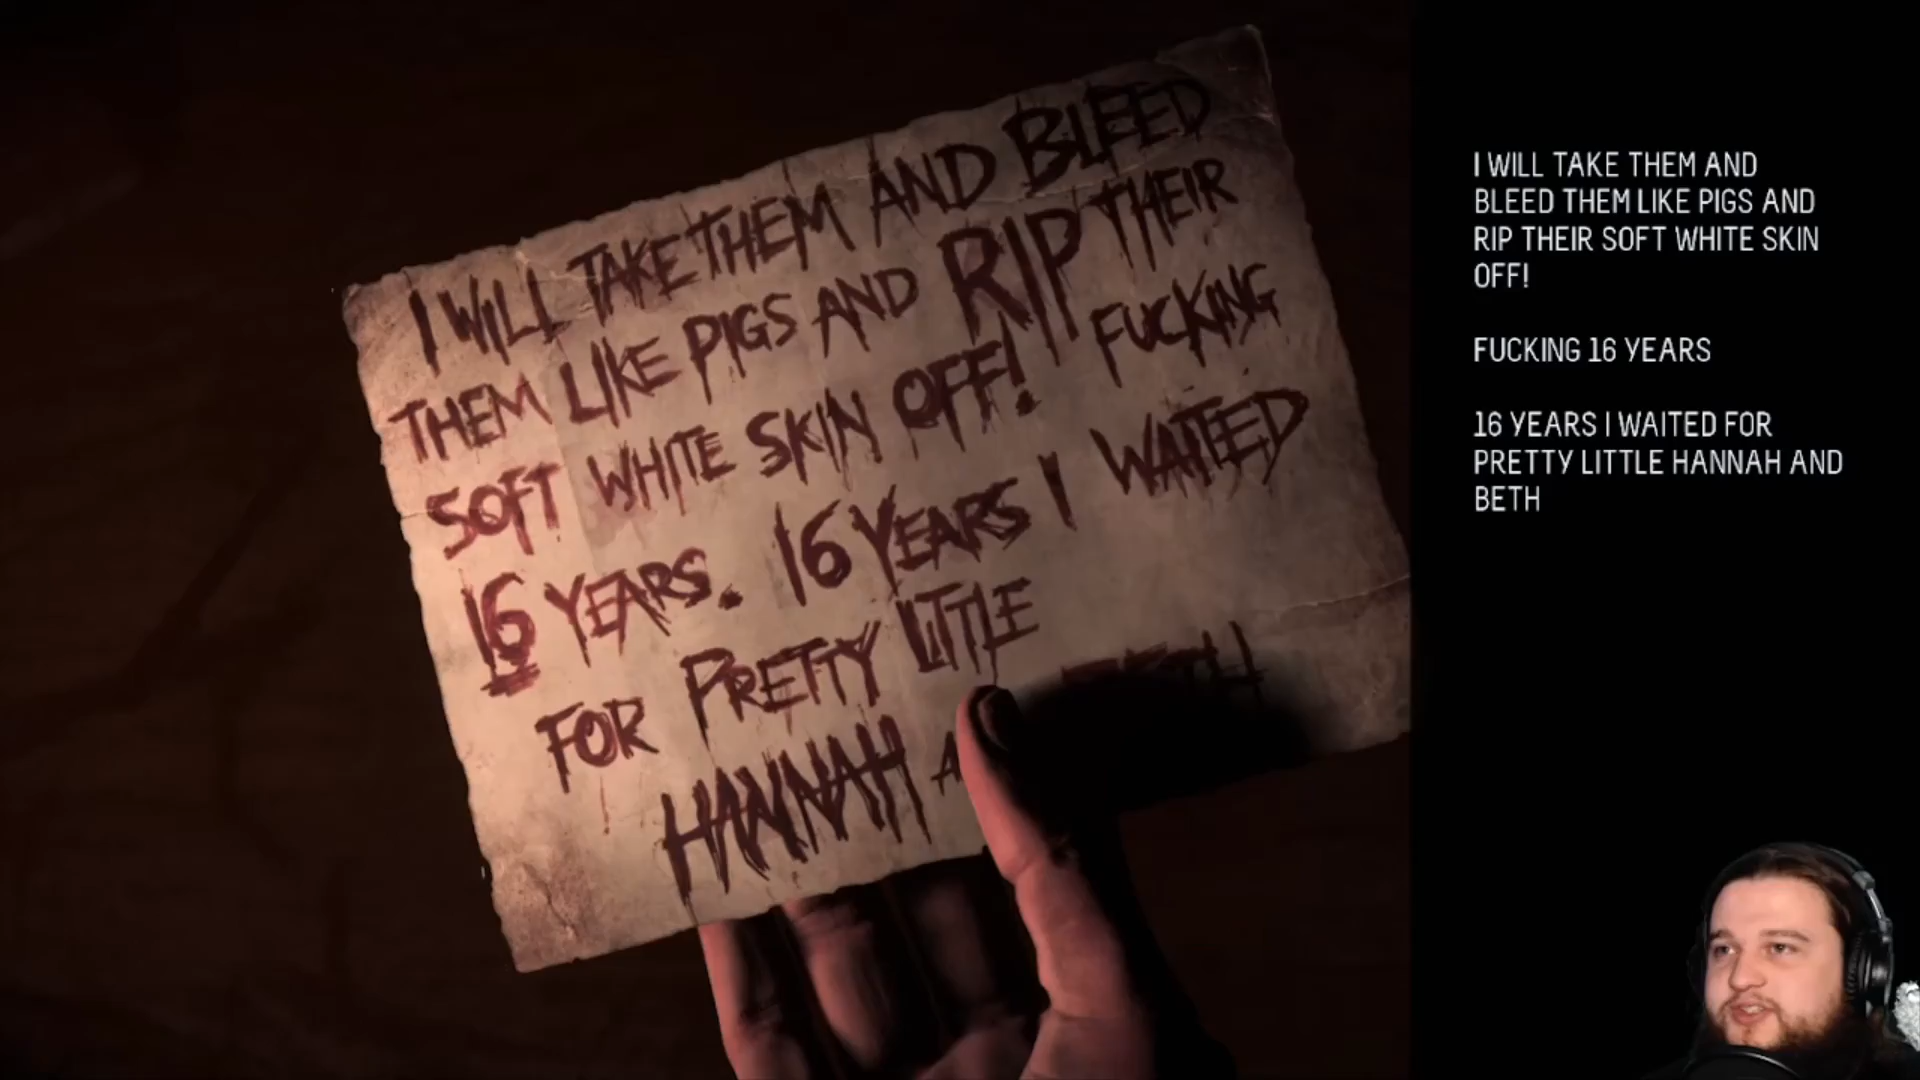 I WILL TAKE THEM AND BLEED
THEM LIKE PIGS AND RIP THEIR
SOFT WHITE SKIN OFF! FUCKING
16 YEARS. 16 YEARS I WAITED
FOR PRETTY LITTLE
HANNAH
I WILL TAKE THEM AND
BLEED THEM LIKE PIGS AND
RIP THEIR SOFT WHITE SKIN
OFF!
FUCKING 16 YEARS
16 YEARS I WAITED FOR
PRETTY LITTLE HANNAH AND
BETH